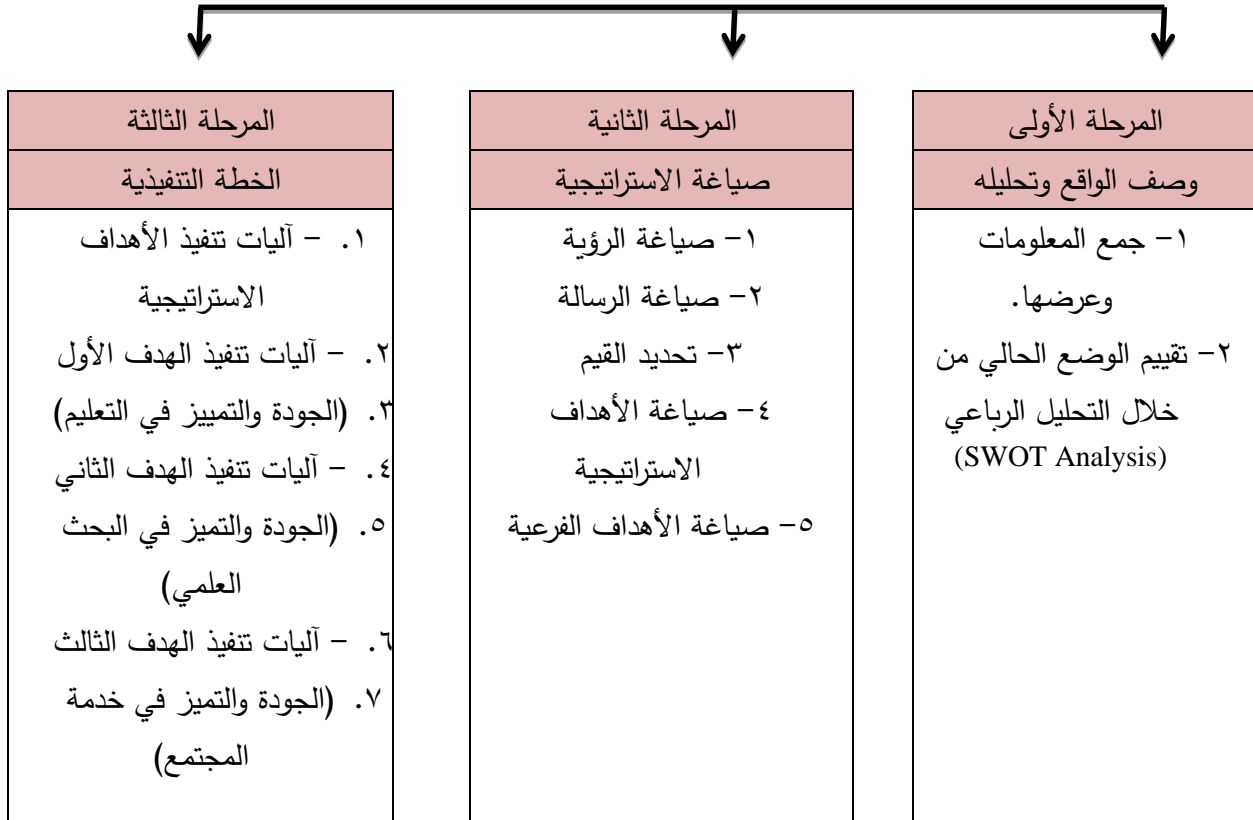 المرحلة الأولى
وصف الواقع وتحليله
١- جمع المعلومات
وعرضها.
٢- تقييم الوضع الحالي من
خلال التحليل الرباعي
(SWOT Analysis)
المرحلة الثانية
صياغة الاستراتيجية
١- صياغة الرؤية
٢- صياغة الرسالة
٣- تحديد القيم
٤- صياغة الأهداف
الاستراتيجية
٥- صياغة الأهداف الفرعية
المرحلة الثالثة
الخطة التنفيذية
١. - آليات تنفيذ الأهداف
الاستراتيجية
٢. - آليات تنفيذ الهدف الأول
٣. (الجودة والتمييز في التعليم)
٤. - آليات تنفيذ الهدف الثاني
٥. (الجودة والتميز في البحث
العلمي)
٦. - آليات تنفيذ الهدف الثالث
٧. (الجودة والتميز في خدمة
المجتمع)